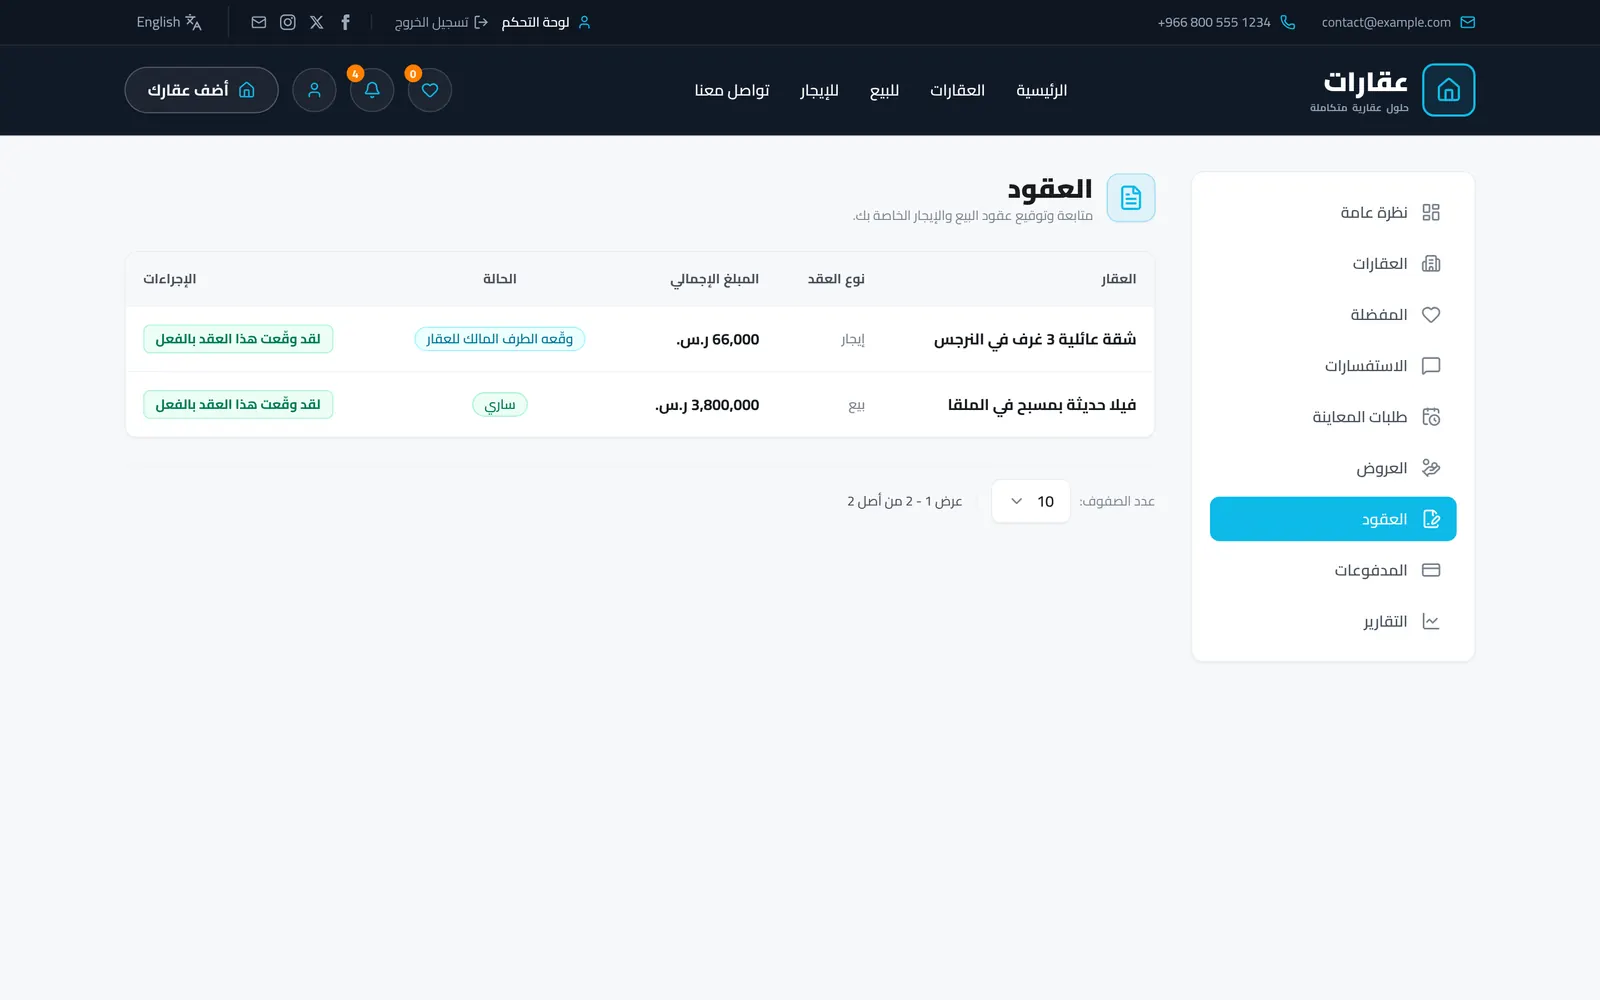 contact@example.com
+966 800 555 1234
لوحة التحكم
تسجيل الخروج
English
عقارات
حلول عقارية متكاملة
الرئيسية
العقارات
للبيع
للإيجار
تواصل معنا
0
4
أضف عقارك
نظرة عامة
العقارات
المفضلة
الاستفسارات
طلبات المعاينة
العروض
العقود
المدفوعات
التقارير
العقود
متابعة وتوقيع عقود البيع والإيجار الخاصة بك.
العقار نوع العقد المبلغ الإجمالي الحالة الإجراءات
شقة عائلية 3 غرف في النرجس إيجار 66,000 ر.س. وقّعه الطرف المالك للعقار لقد وقّعت هذا العقد بالفعل
فيلا حديثة بمسبح في الملقا بيع 3,800,000 ر.س. ساري لقد وقّعت هذا العقد بالفعل
عدد الصفوف: 10 عرض 1 - 2 من أصل 2